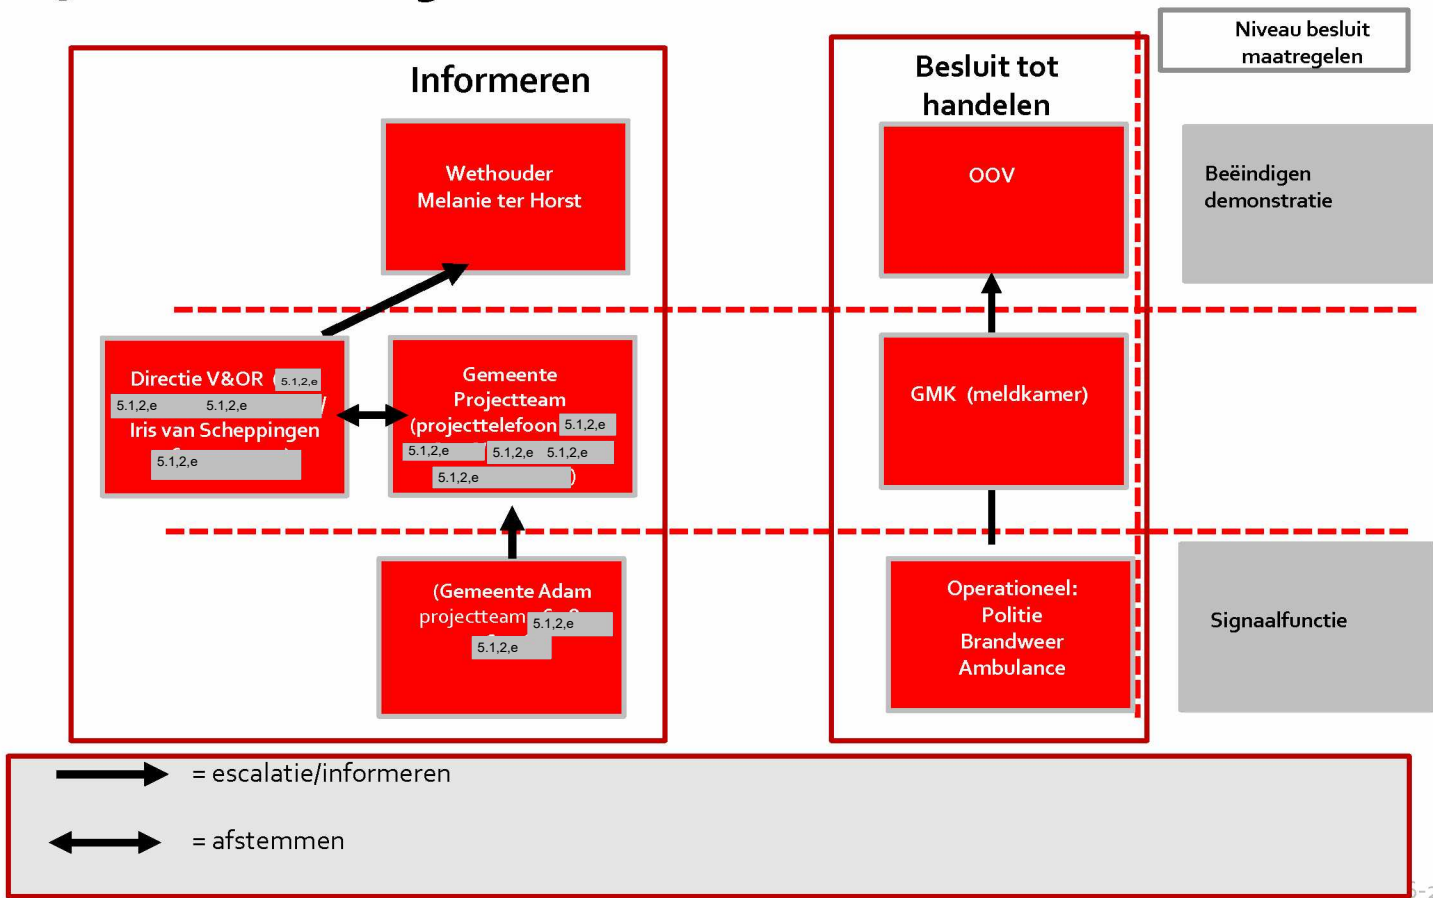 Informeren
Wethouder
Melanie ter Horst
Directie V&OR (5.1,2,e
5.1,2,e 5.1,2,e /
Iris van Scheppingen
5.1,2,e
Gemeente
Projectteam
(projecttelefoon 5.1,2,e
5.1,2,e 5.1,2,e 5.1,2,e
5.1,2,e )
(Gemeente Adam
projectteam 5.1,2,e
5.1,2,e
Besluit tot
handelen
OOV
GMK (meldkamer)
Operationeel:
Politie
Brandweer
Ambulance
Niveau besluit
maatregelen
Beëindigen
demonstratie
Signaalfunctie
= escalatie/informeren
= afstemmen